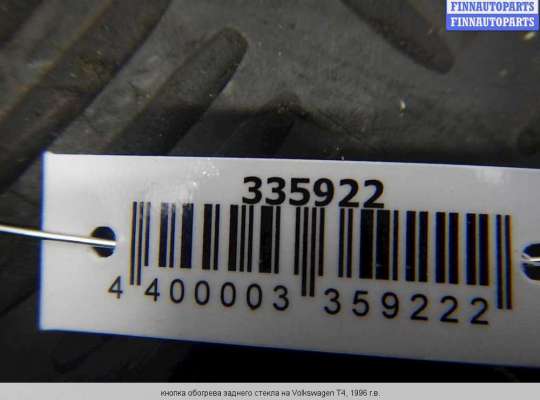 FINNAUTOPARTS
FINNAUTOPARTS
335922
4 400003 359222
кнопка обогрева заднего стекла на Volkswagen T4, 1996 г.в.